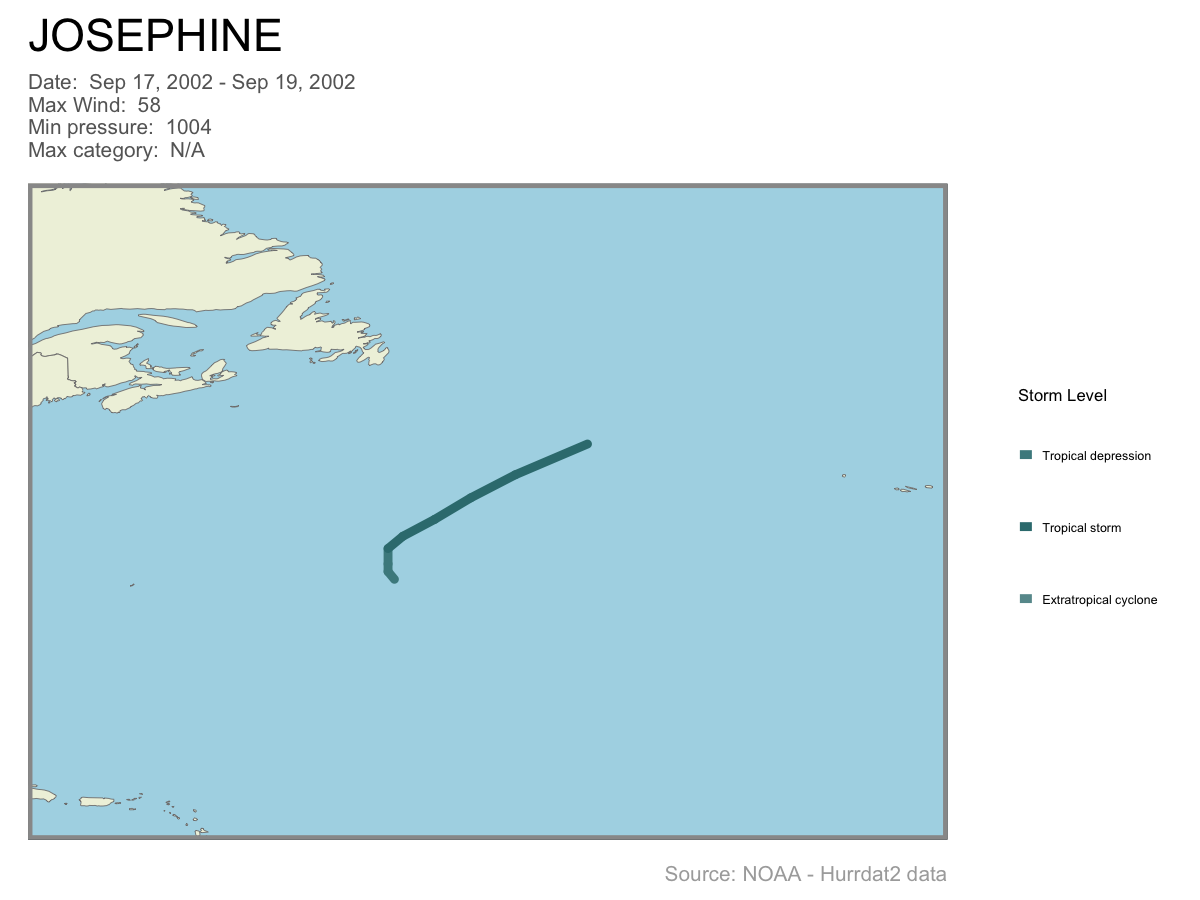 JOSEPHINE
Date:  Sep 17, 2002 - Sep 19, 2002
Max Wind:  58
Min pressure:  1004
Max category:  N/A
Storm Level
Tropical depression
Tropical storm
Extratropical cyclone
Source: NOAA - Hurrdat2 data